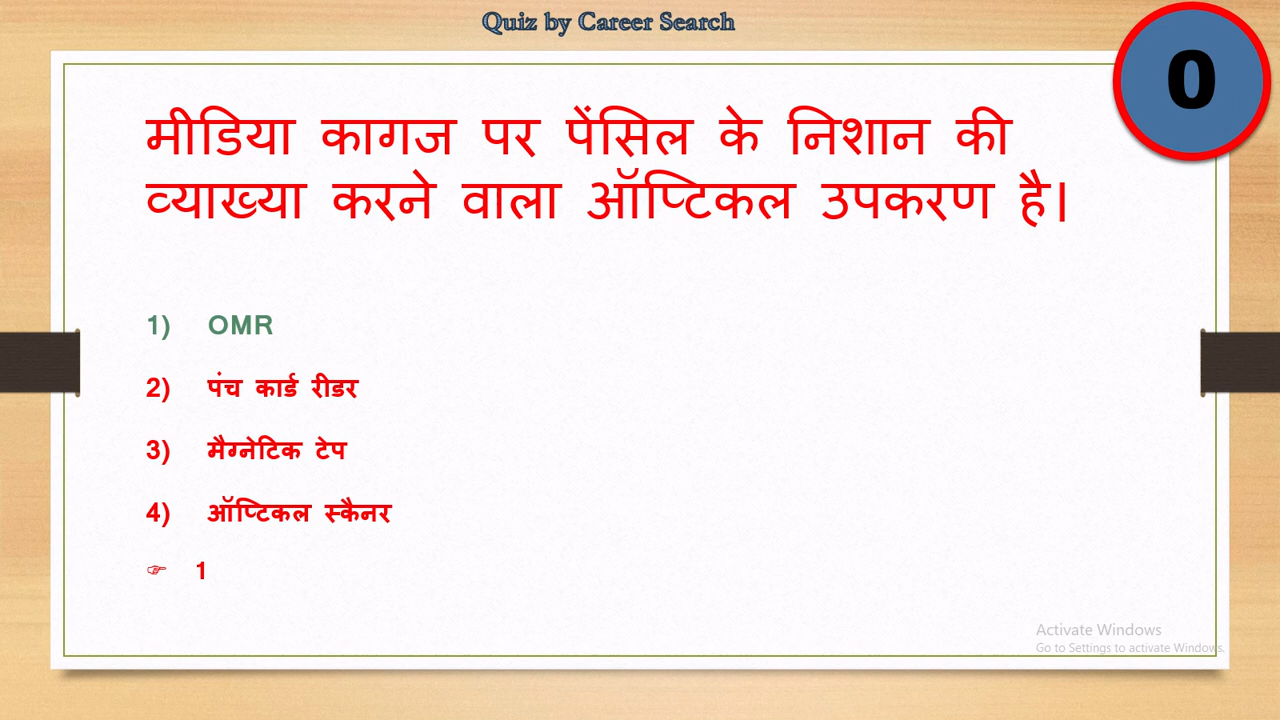 Quiz by Career Search
0
मीडिया कागज पर पेंसिल के निशान की
व्याख्या करने वाला ऑप्टिकल उपकरण है।
1) OMR
2) पंच कार्ड रीडर
3) मैग्नेटिक टेप
4) ऑप्टिकल स्कैनर
☞ 1
Activate Windows
Go to Settings to activate Windows.